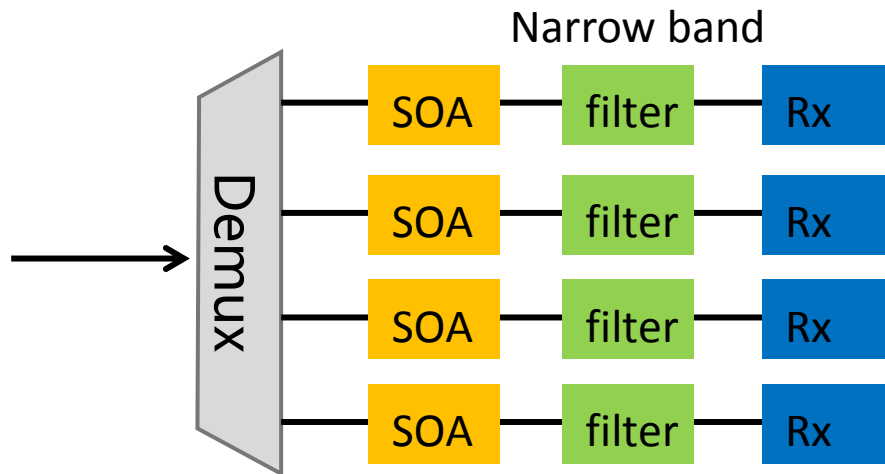 Narrow band
Demux
SOA filter Rx
SOA filter Rx
SOA filter Rx
SOA filter Rx